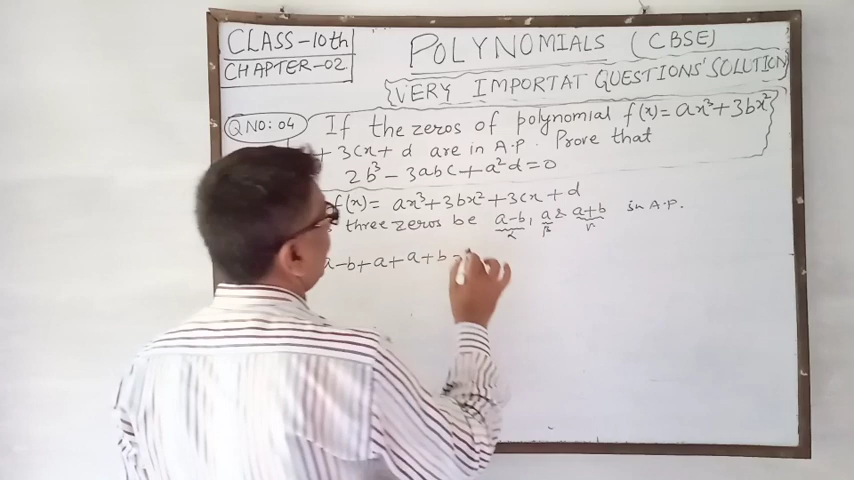 CLASS-10th
CHAPTER-02
POLYNOMIALS (CBSE)
VERY IMPORTAT QUESTIONS' SOLUTION
Q NO: 04
If the zeros of polynomial f(x) = ax³+3bx²
+ 3cx + d are in A.P. Prove that
2b³ - 3abc + a²d = 0
f(x) = ax³+3bx²+3cx+d
three zeros be a-b, a & a+b in A.P.
α β γ
a-b+a+a+b =